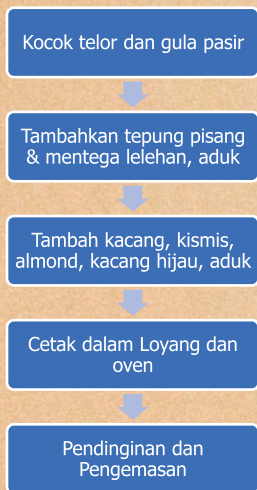 Kocok telor dan gula pasir
Tambahkan tepung pisang
& mentega lelehan, aduk
Tambah kacang, kismis,
almond, kacang hijau, aduk
Cetak dalam Loyang dan
oven
Pendinginan dan
Pengemasan